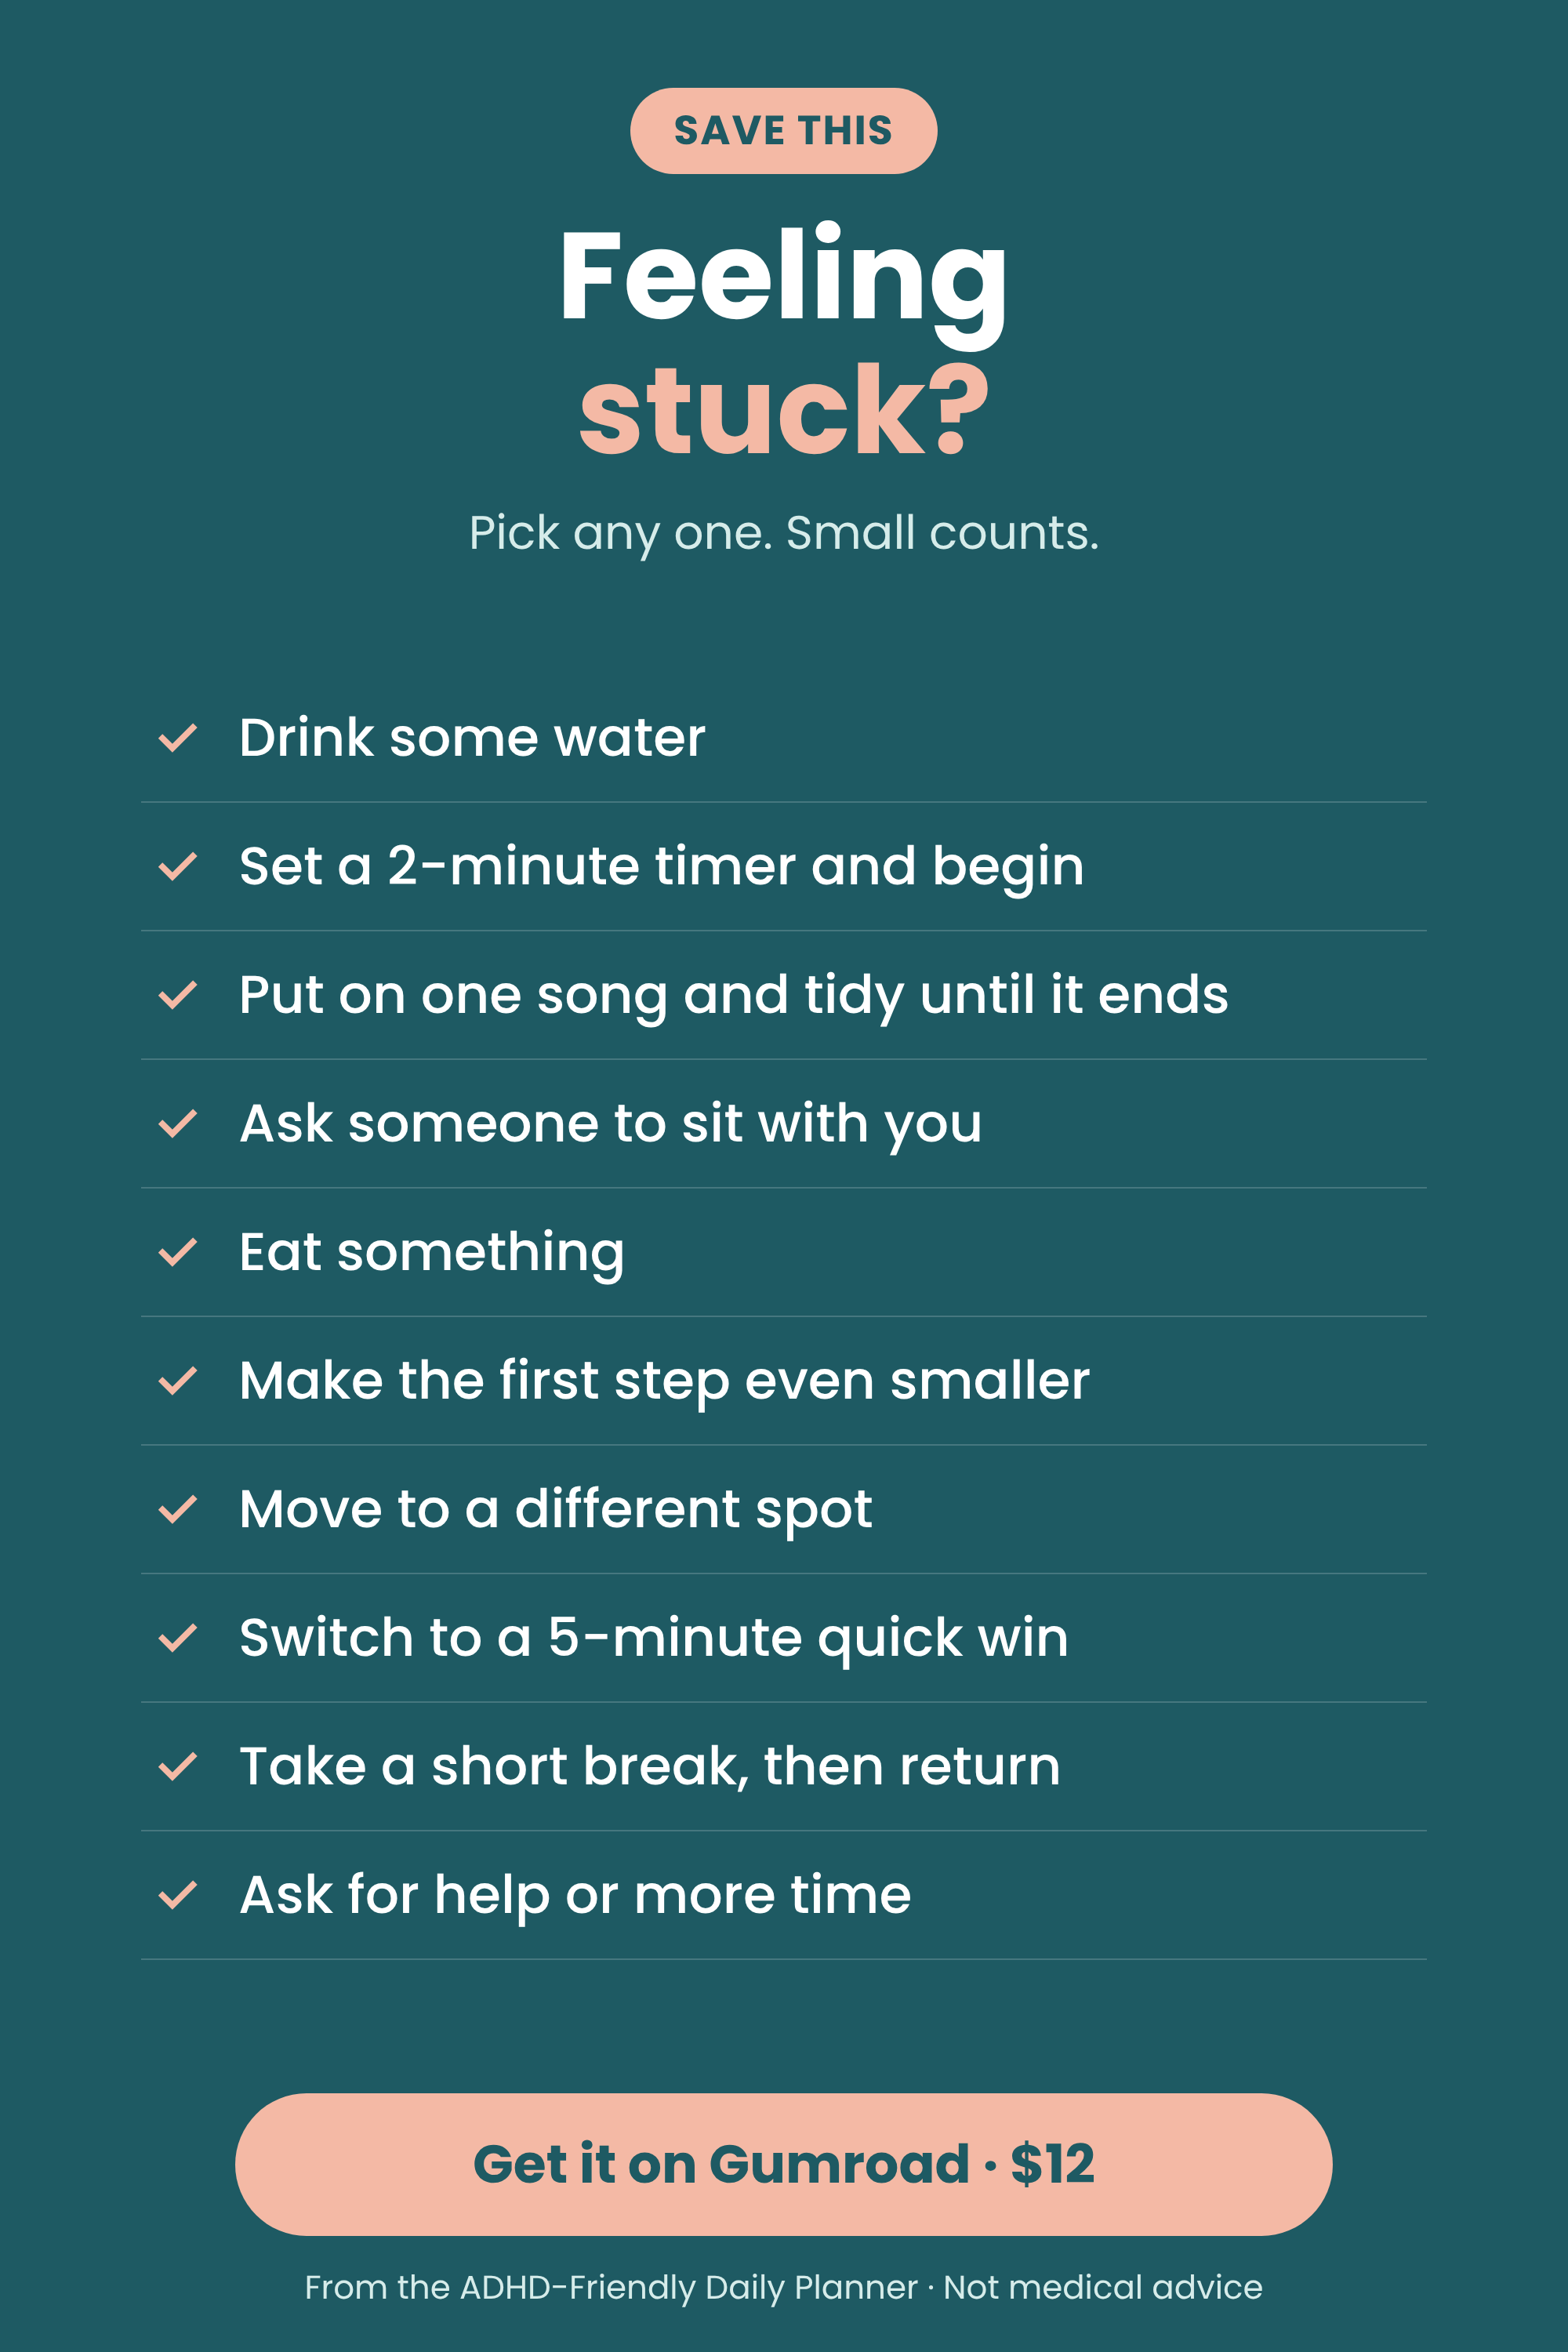 SAVE THIS
Feeling
stuck?
Pick any one. Small counts.
Drink some water
Set a 2-minute timer and begin
Put on one song and tidy until it ends
Ask someone to sit with you
Eat something
Make the first step even smaller
Move to a different spot
Switch to a 5-minute quick win
Take a short break, then return
Ask for help or more time
Get it on Gumroad · $12
From the ADHD-Friendly Daily Planner · Not medical advice